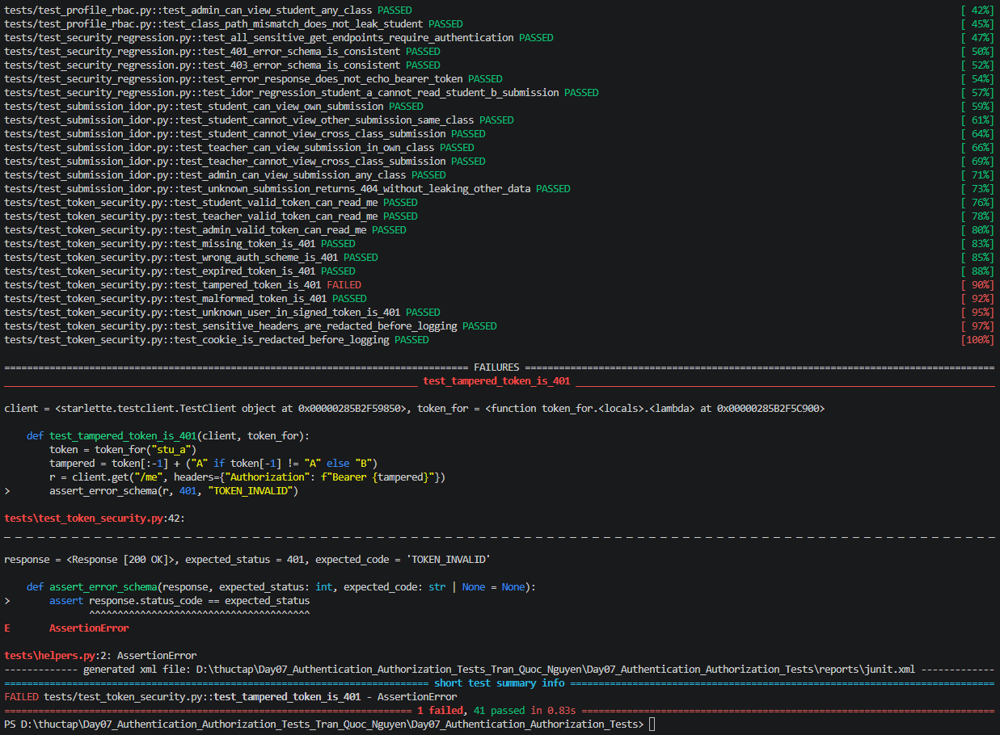 tests/test_profile_rbac.py::test_admin_can_view_student_any_class PASSED [ 42%]
tests/test_profile_rbac.py::test_class_path_mismatch_does_not_leak_student PASSED [ 45%]
tests/test_security_regression.py::test_all_sensitive_get_endpoints_require_authentication PASSED [ 47%]
tests/test_security_regression.py::test_401_error_schema_is_consistent PASSED [ 50%]
tests/test_security_regression.py::test_403_error_schema_is_consistent PASSED [ 52%]
tests/test_security_regression.py::test_error_response_does_not_echo_bearer_token PASSED [ 54%]
tests/test_security_regression.py::test_idor_regression_student_a_cannot_read_student_b_submission PASSED [ 57%]
tests/test_submission_idor.py::test_student_can_view_own_submission PASSED [ 59%]
tests/test_submission_idor.py::test_student_cannot_view_other_submission_same_class PASSED [ 61%]
tests/test_submission_idor.py::test_student_cannot_view_cross_class_submission PASSED [ 64%]
tests/test_submission_idor.py::test_teacher_can_view_submission_in_own_class PASSED [ 66%]
tests/test_submission_idor.py::test_teacher_cannot_view_cross_class_submission PASSED [ 69%]
tests/test_submission_idor.py::test_admin_can_view_submission_any_class PASSED [ 71%]
tests/test_submission_idor.py::test_unknown_submission_returns_404_without_leaking_other_data PASSED [ 73%]
tests/test_token_security.py::test_student_valid_token_can_read_me PASSED [ 76%]
tests/test_token_security.py::test_teacher_valid_token_can_read_me PASSED [ 78%]
tests/test_token_security.py::test_admin_valid_token_can_read_me PASSED [ 80%]
tests/test_token_security.py::test_missing_token_is_401 PASSED [ 83%]
tests/test_token_security.py::test_wrong_auth_scheme_is_401 PASSED [ 85%]
tests/test_token_security.py::test_expired_token_is_401 PASSED [ 88%]
tests/test_token_security.py::test_tampered_token_is_401 FAILED [ 90%]
tests/test_token_security.py::test_malformed_token_is_401 PASSED [ 92%]
tests/test_token_security.py::test_unknown_user_in_signed_token_is_401 PASSED [ 95%]
tests/test_token_security.py::test_sensitive_headers_are_redacted_before_logging PASSED [ 97%]
tests/test_token_security.py::test_cookie_is_redacted_before_logging PASSED [100%]
=================================== FAILURES ===================================
___________________________ test_tampered_token_is_401 ___________________________
client = <starlette.testclient.TestClient object at 0x00000285B2F59850>, token_for = <function token_for.<locals>.<lambda> at 0x00000285B2F5C900>
    def test_tampered_token_is_401(client, token_for):
        token = token_for("stu_a")
        tampered = token[:-1] + ("A" if token[-1] != "A" else "B")
        r = client.get("/me", headers={"Authorization": f"Bearer {tampered}"})
>       assert_error_schema(r, 401, "TOKEN_INVALID")
tests\test_token_security.py:42:
_ _ _ _ _ _ _ _ _ _ _ _ _ _ _ _ _ _ _ _ _ _ _ _ _ _ _ _ _ _ _ _ _ _ _ _ _ _ _ _
response = <Response [200 OK]>, expected_status = 401, expected_code = 'TOKEN_INVALID'
    def assert_error_schema(response, expected_status: int, expected_code: str | None = None):
>       assert response.status_code == expected_status
               ^^^^^^^^^^^^^^^^^^^^^^^^^^^^^^^^^^^^^^^
E       AssertionError
tests\helpers.py:2: AssertionError
------------- generated xml file: D:\thuctap\Day07_Authentication_Authorization_Tests_Tran_Quoc_Nguyen\Day07_Authentication_Authorization_Tests\reports\junit.xml -------------
=========================== short test summary info ===========================
FAILED tests/test_token_security.py::test_tampered_token_is_401 - AssertionError
=========================== 1 failed, 41 passed in 0.83s ===========================
PS D:\thuctap\Day07_Authentication_Authorization_Tests_Tran_Quoc_Nguyen\Day07_Authentication_Authorization_Tests>